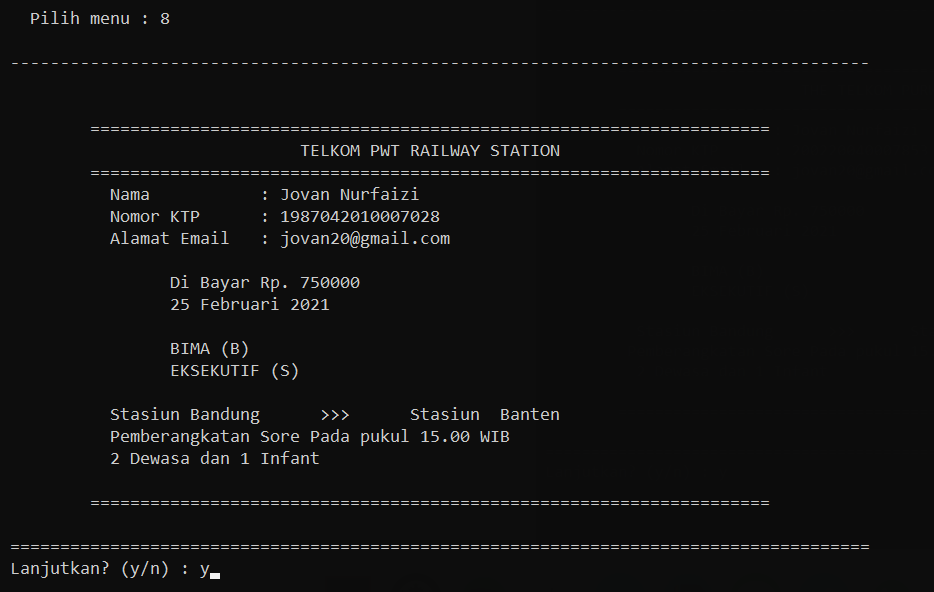 Pilih menu : 8
--------------------------------------------------------------------------------------
====================================================================
TELKOM PWT RAILWAY STATION
====================================================================
Nama : Jovan Nurfaizi
Nomor KTP : 1987042010007028
Alamat Email : jovan20@gmail.com
Di Bayar Rp. 750000
25 Februari 2021
BIMA (B)
EKSEKUTIF (S)
Stasiun Bandung >>> Stasiun Banten
Pemberangkatan Sore Pada pukul 15.00 WIB
2 Dewasa dan 1 Infant
====================================================================
======================================================================================
Lanjutkan? (y/n) : y